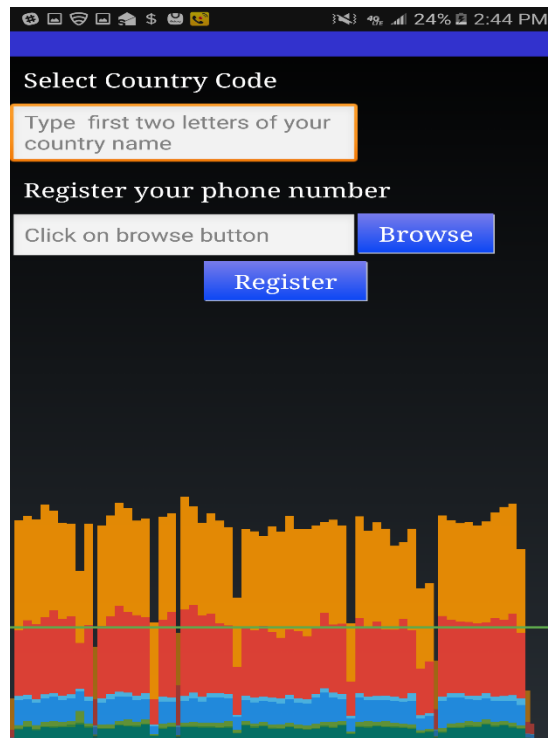 $ 4G 24% 2:44 PM
Select Country Code
Type first two letters of your
country name
Register your phone number
Click on browse button Browse
Register